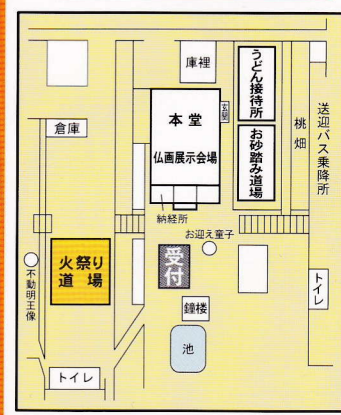 庫裡
うどん接待所
玄関
本堂
仏画展示会場
お砂踏み道場
桃畑
送迎バス乗降所
倉庫
納経所
お迎え童子
受付
火祭り
道場
不動明王像
鐘楼
トイレ
池
トイレ